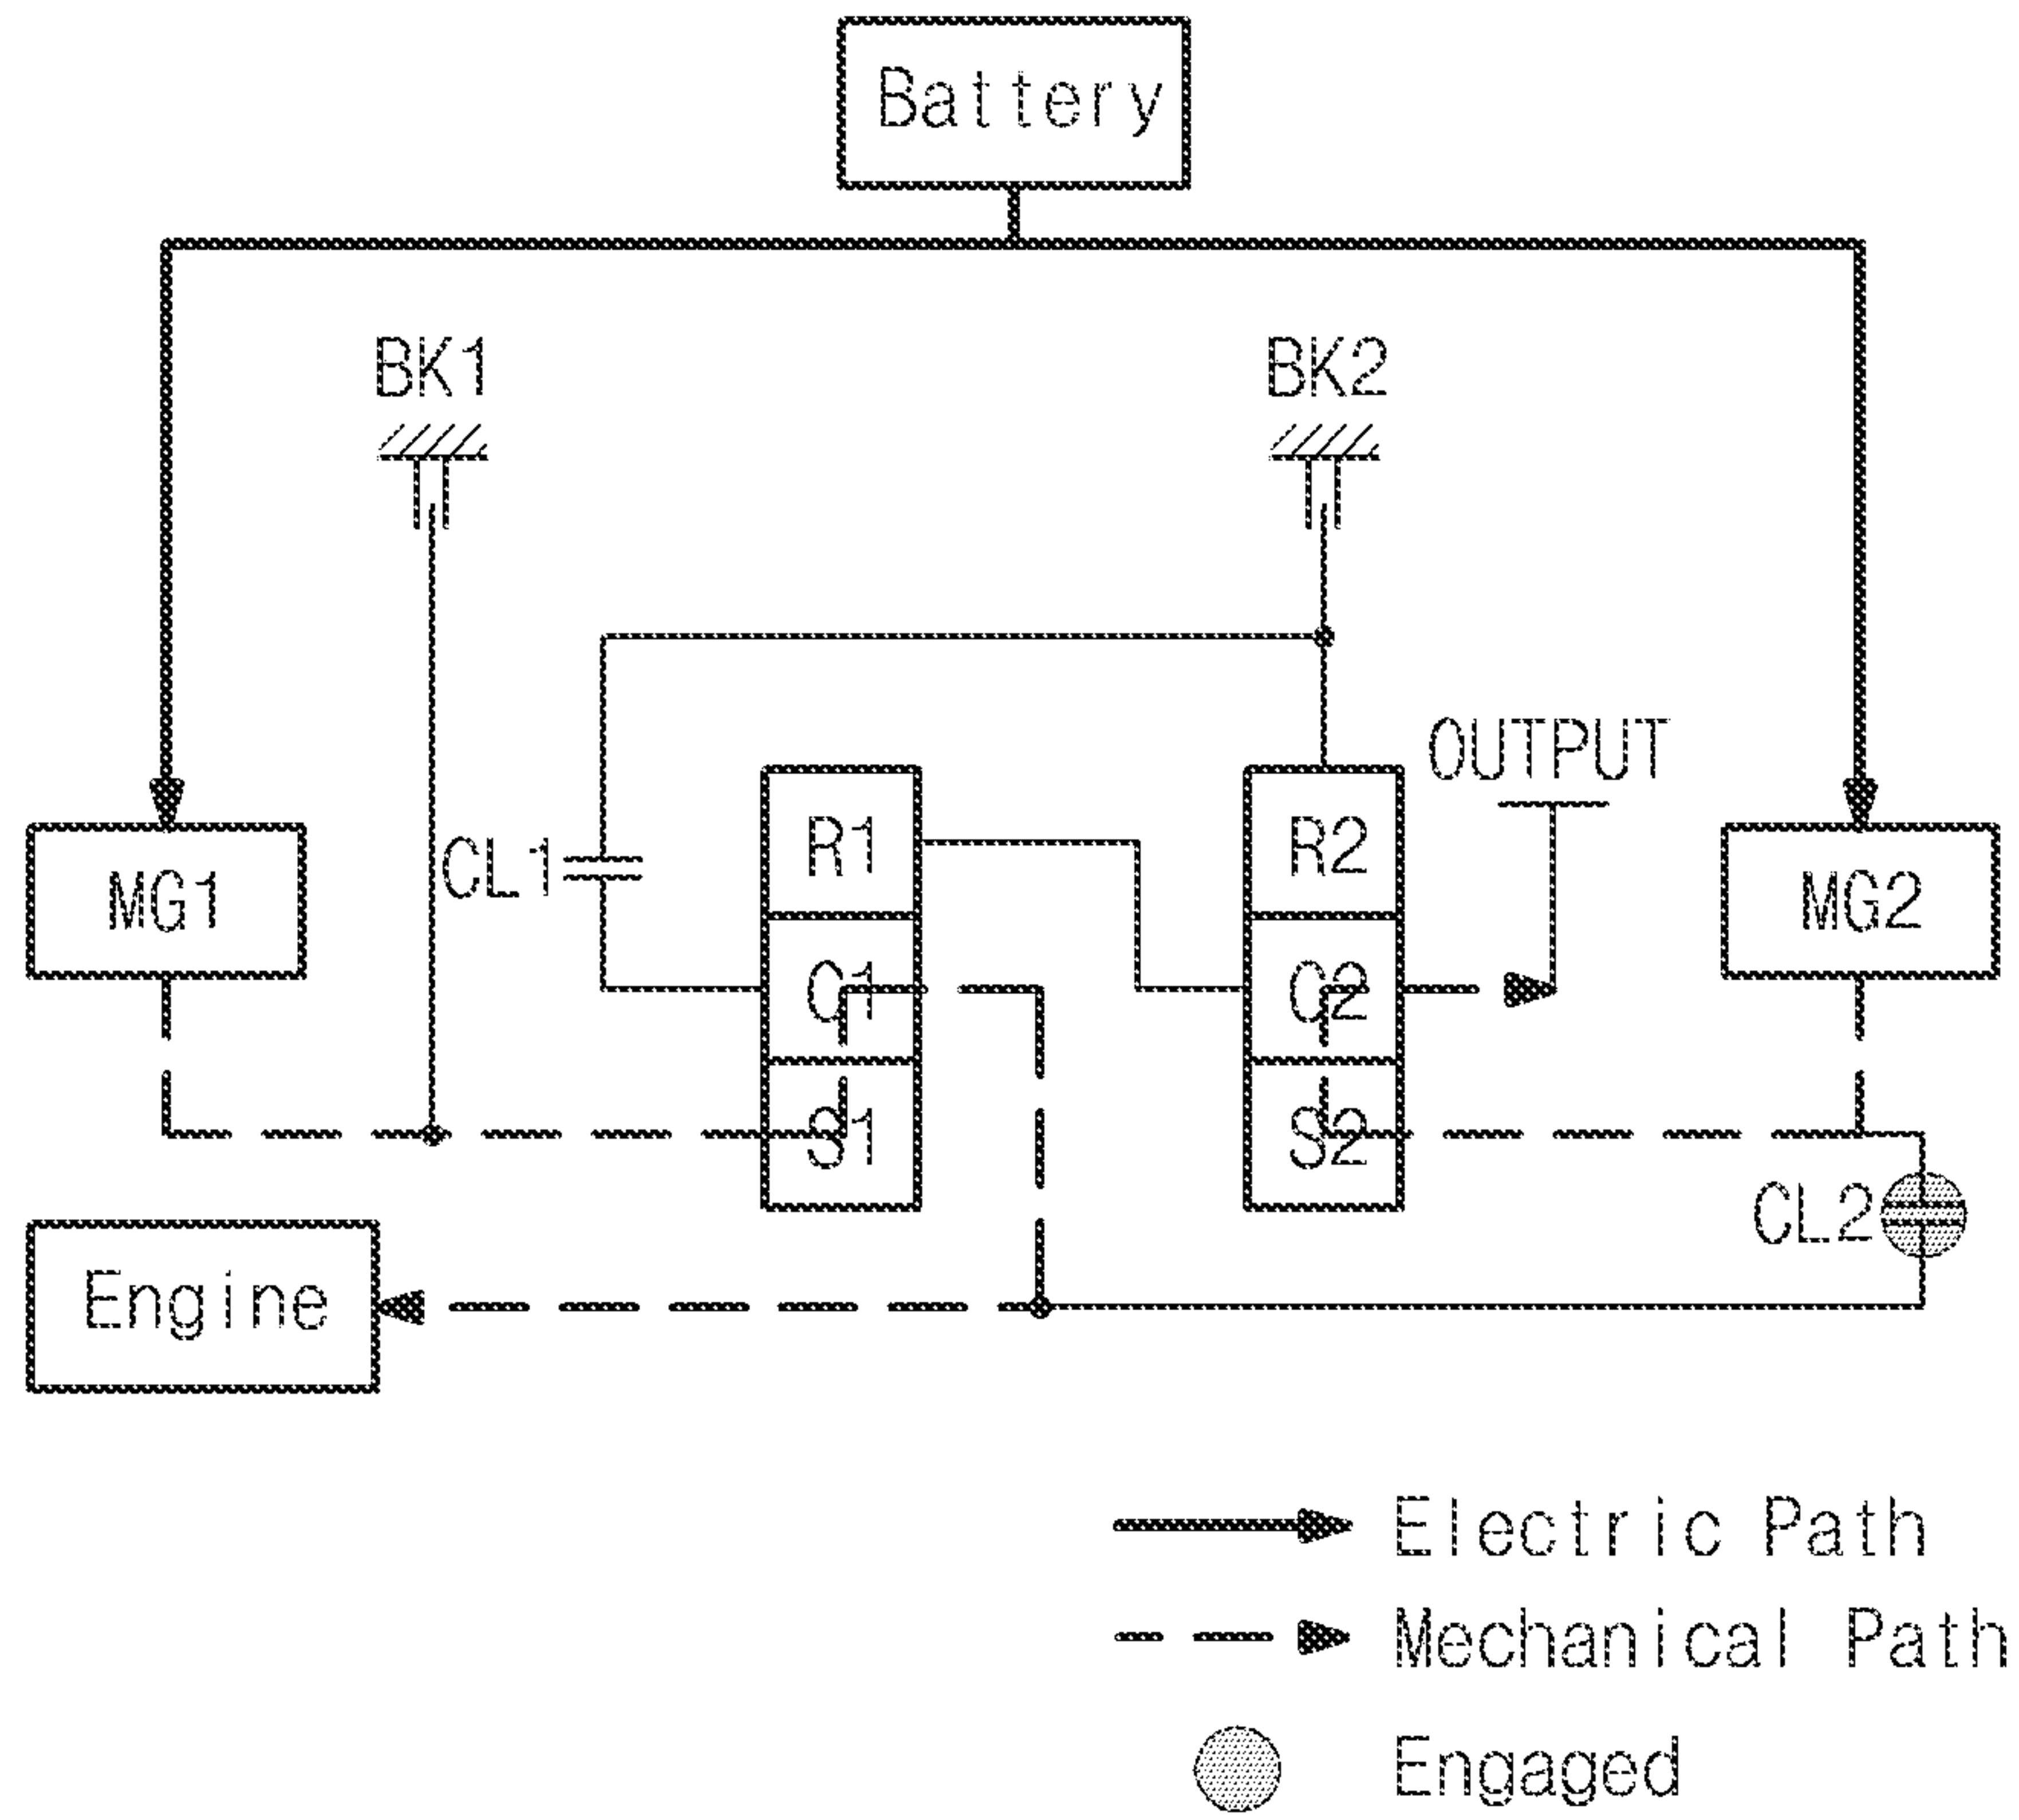 Battery
BK1
BK2
OUTPUT
MG1
CL1
R1
R2
MG2
C1
C2
S1
S2
CL2
Engine
Electric Path
Mechanical Path
Engaged